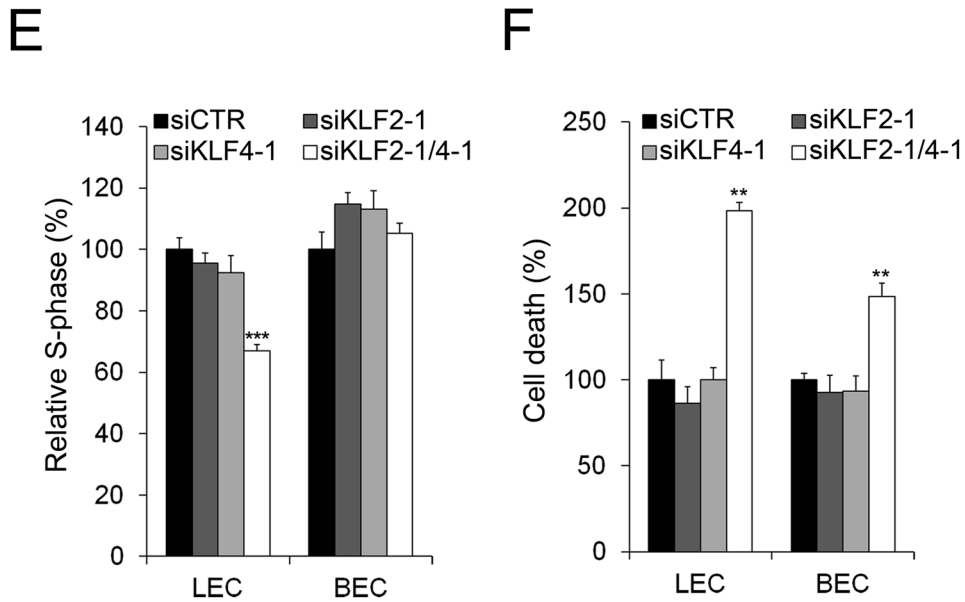 E
siCTR
siKLF2-1
siKLF4-1
siKLF2-1/4-1
Relative S-phase (%)
140
120
100
80
60
40
20
0
***
LEC
BEC
F
siCTR
siKLF2-1
siKLF4-1
siKLF2-1/4-1
Cell death (%)
250
200
150
100
50
0
**
**
LEC
BEC